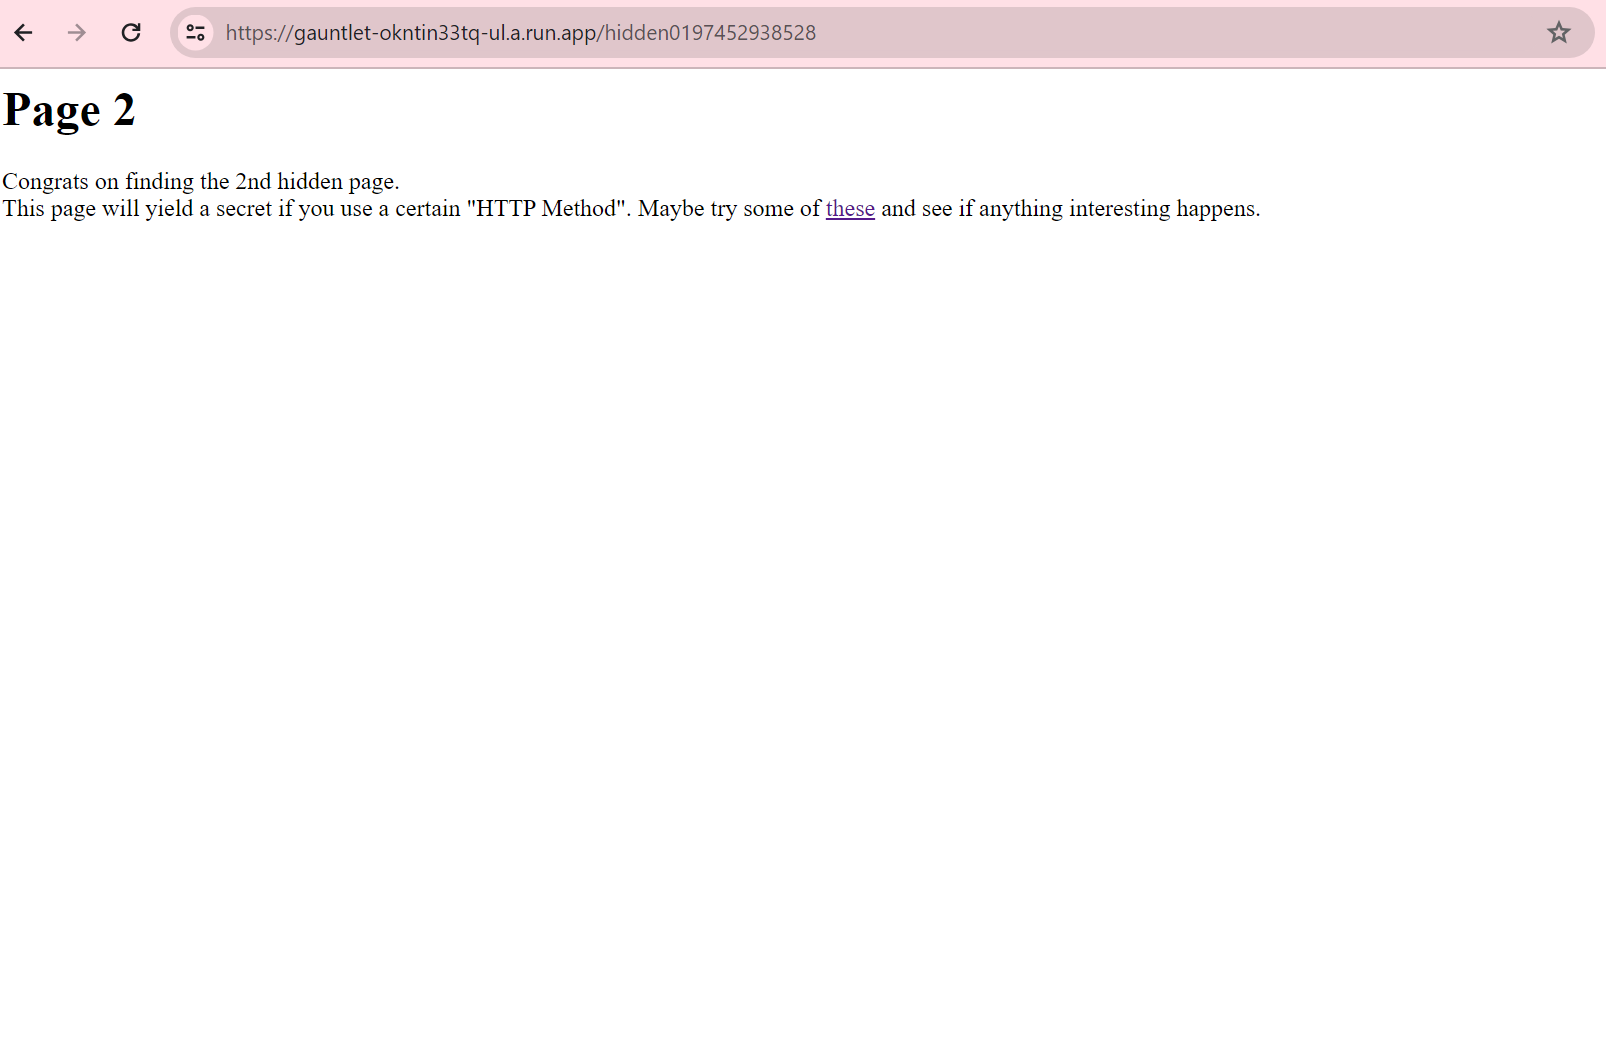 https://gauntlet-okntin33tq-ul.a.run.app/hidden0197452938528
Page 2
Congrats on finding the 2nd hidden page.
This page will yield a secret if you use a certain "HTTP Method". Maybe try some of these and see if anything interesting happens.